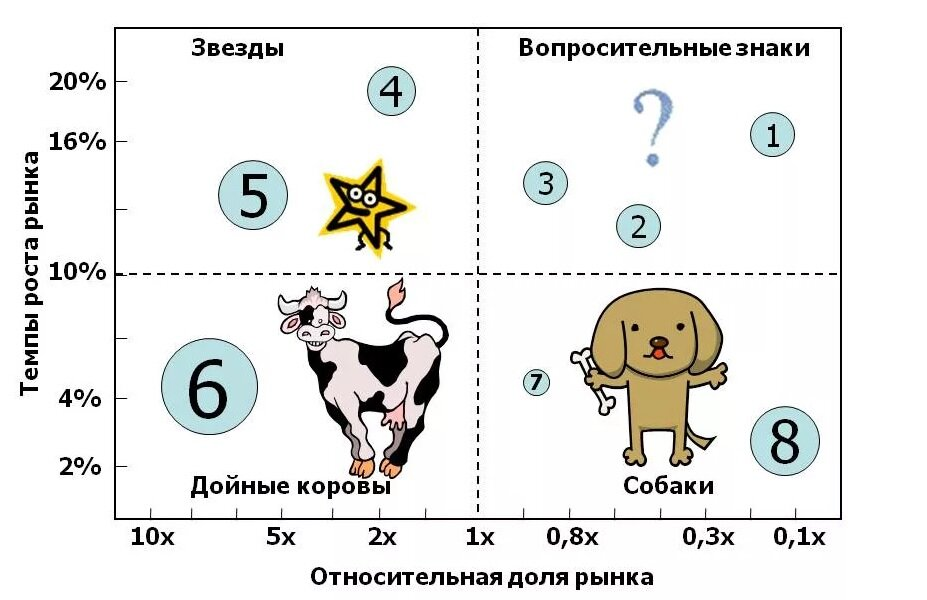 Звезды
Вопросительные знаки
20%
4
16%
1
?
3
5
2
10%
Темпы роста рынка
6
7
4%
8
2%
Дойные коровы
Собаки
10x 5x 2x 1x 0,8x 0,3x 0,1x
Относительная доля рынка